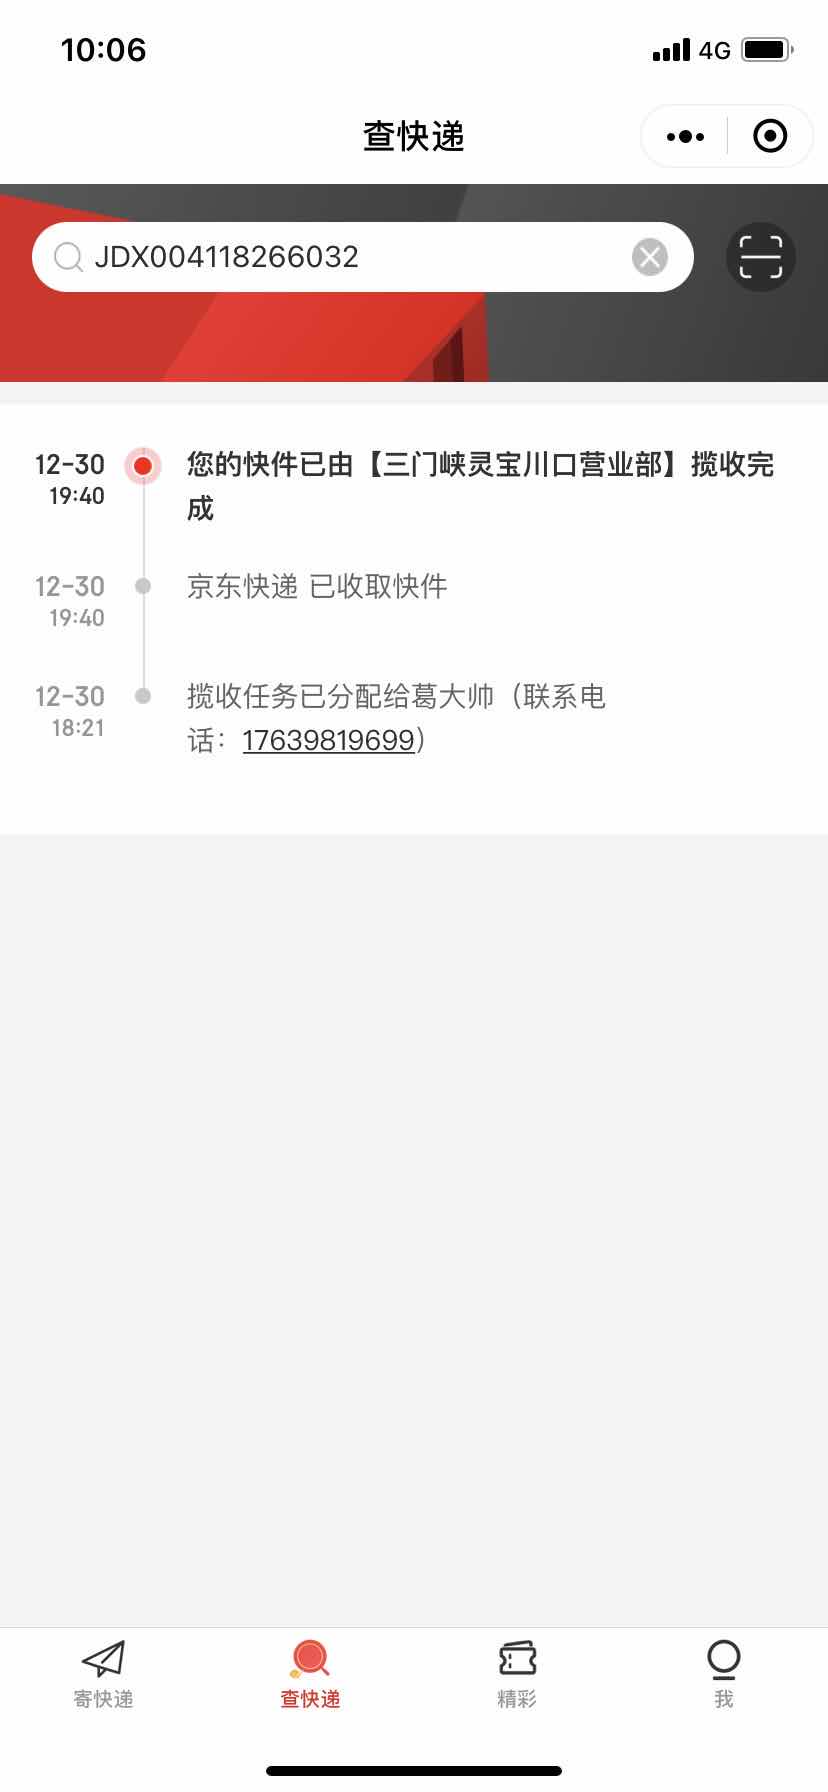 10:06
4G
查快递
JDX004118266032
12-30
19:40
您的快件已由【三门峡灵宝川口营业部】揽收完
成
12-30
19:40
京东快递 已收取快件
12-30
18:21
揽收任务已分配给葛大帅（联系电
话：17639819699）
寄快递
查快递
精彩
我